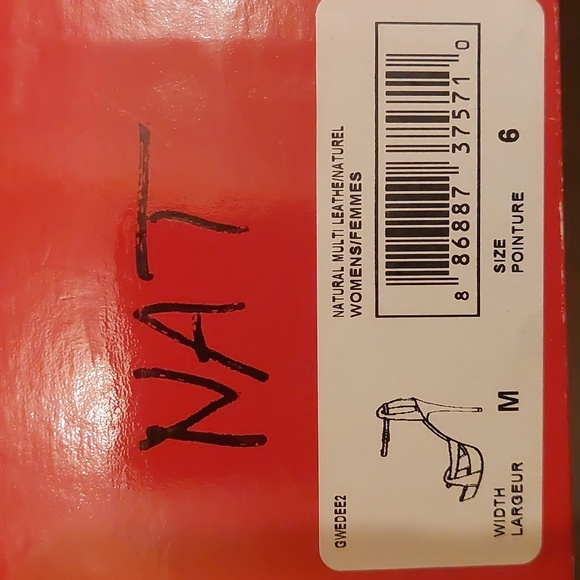 NAT
GWEDEE2
NATURAL MULTI LEATHE/NATUREL
WOMENS/FEMMES
8 86887 37571 0
WIDTH
LARGEUR
M
SIZE
POINTURE
6